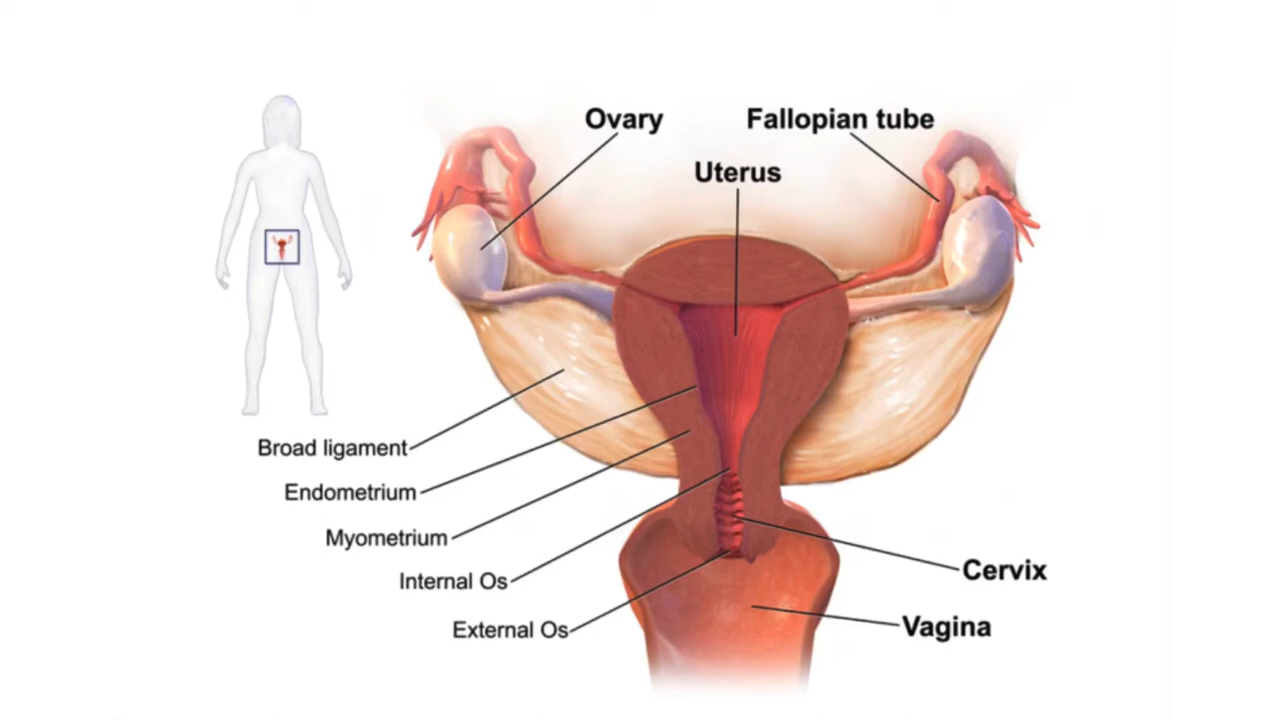 Ovary
Fallopian tube
Uterus
Broad ligament
Endometrium
Myometrium
Internal Os
External Os
Cervix
Vagina